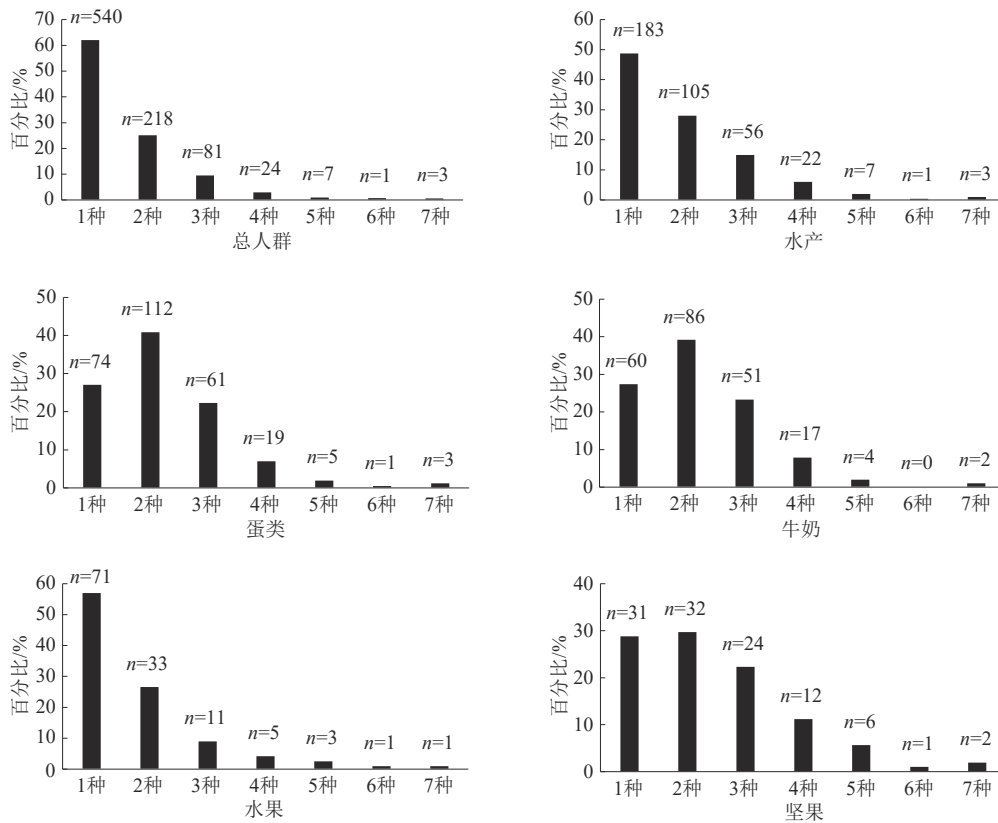 百分比/%
70
60
50
40
30
20
10
0
n=540
n=218
n=81
n=24
n=7
n=1
n=3
1种 2种 3种 4种 5种 6种 7种
总人群
百分比/%
60
50
40
30
20
10
0
n=183
n=105
n=56
n=22
n=7
n=1
n=3
1种 2种 3种 4种 5种 6种 7种
水产
百分比/%
50
40
30
20
10
0
n=74
n=112
n=61
n=19
n=5
n=1
n=3
1种 2种 3种 4种 5种 6种 7种
蛋类
百分比/%
50
40
30
20
10
0
n=60
n=86
n=51
n=17
n=4
n=0
n=2
1种 2种 3种 4种 5种 6种 7种
牛奶
百分比/%
60
50
40
30
20
10
0
n=71
n=33
n=11
n=5
n=3
n=1
n=1
1种 2种 3种 4种 5种 6种 7种
水果
百分比/%
40
30
20
10
0
n=31
n=32
n=24
n=12
n=6
n=1
n=2
1种 2种 3种 4种 5种 6种 7种
坚果